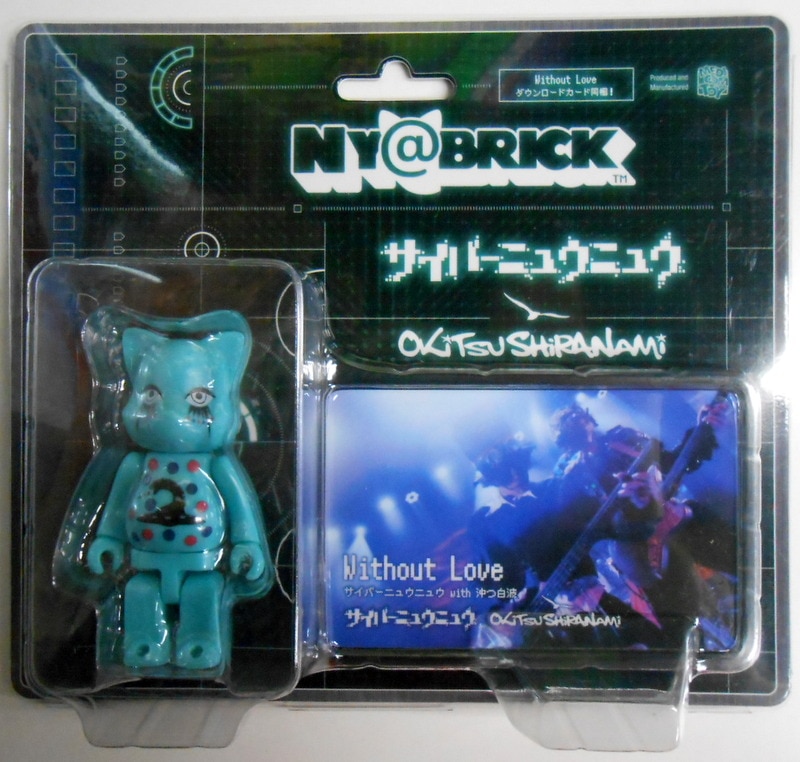 Without Love
ダウンロードカード同梱!
Produced and
Manufactured
MEDICOM
TOY
NY@BRICK
TM
サイバーニュウニュウ
OKiTSU SHiRANAMi
Without Love
サイバーニュウニュウ with 沖つ白波
サイバーニュウニュウ OKiTSU SHiRANAMi